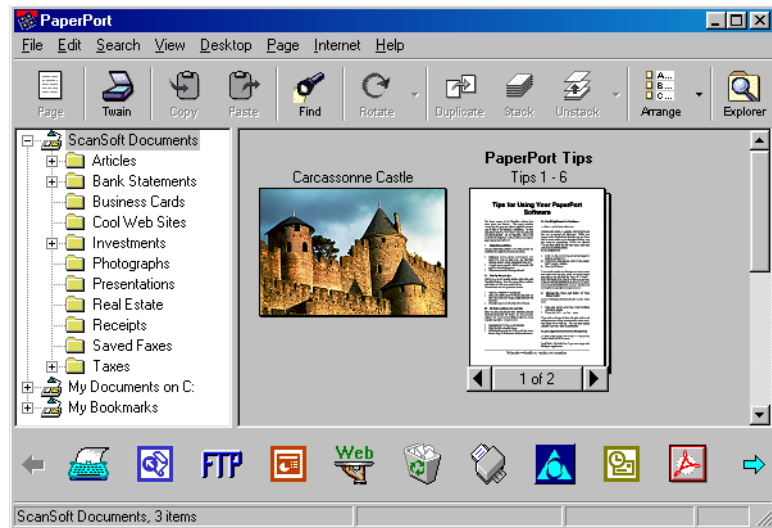 PaperPort
File Edit Search View Desktop Page Internet Help
Page Twain Copy Paste Find Rotate Duplicate Stack Unstack Arrange Explorer
A...
B...
C...
ScanSoft Documents
Articles
Bank Statements
Business Cards
Cool Web Sites
Investments
Photographs
Presentations
Real Estate
Receipts
Saved Faxes
Taxes
My Documents on C:
My Bookmarks
Carcassonne Castle
PaperPort Tips
Tips 1 - 6
Tips for Using Your PaperPort
Software
1 of 2
FTP
Web
ScanSoft Documents, 3 items